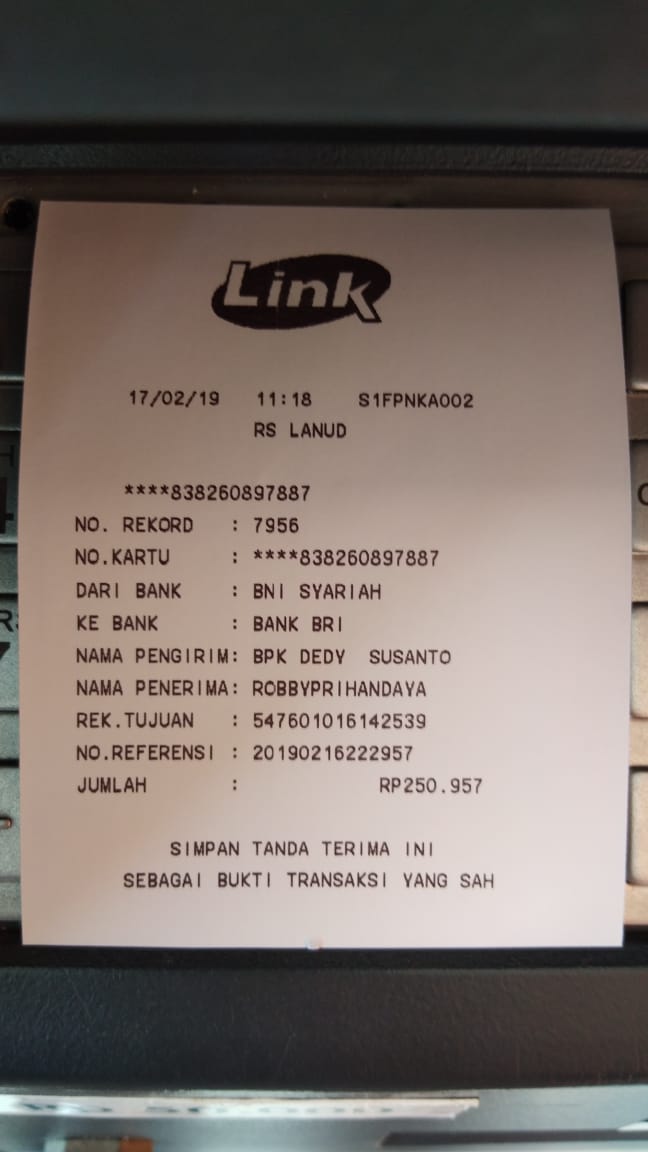 Link
17/02/19 11:18 S1FPNKA002
RS LANUD
****838260897887
NO. REKORD : 7956
NO.KARTU : ****838260897887
DARI BANK : BNI SYARIAH
KE BANK : BANK BRI
NAMA PENGIRIM: BPK DEDY SUSANTO
NAMA PENERIMA: ROBBYPRIHANDAYA
REK.TUJUAN : 547601016142539
NO.REFERENSI : 20190216222957
JUMLAH : RP250.957
SIMPAN TANDA TERIMA INI
SEBAGAI BUKTI TRANSAKSI YANG SAH